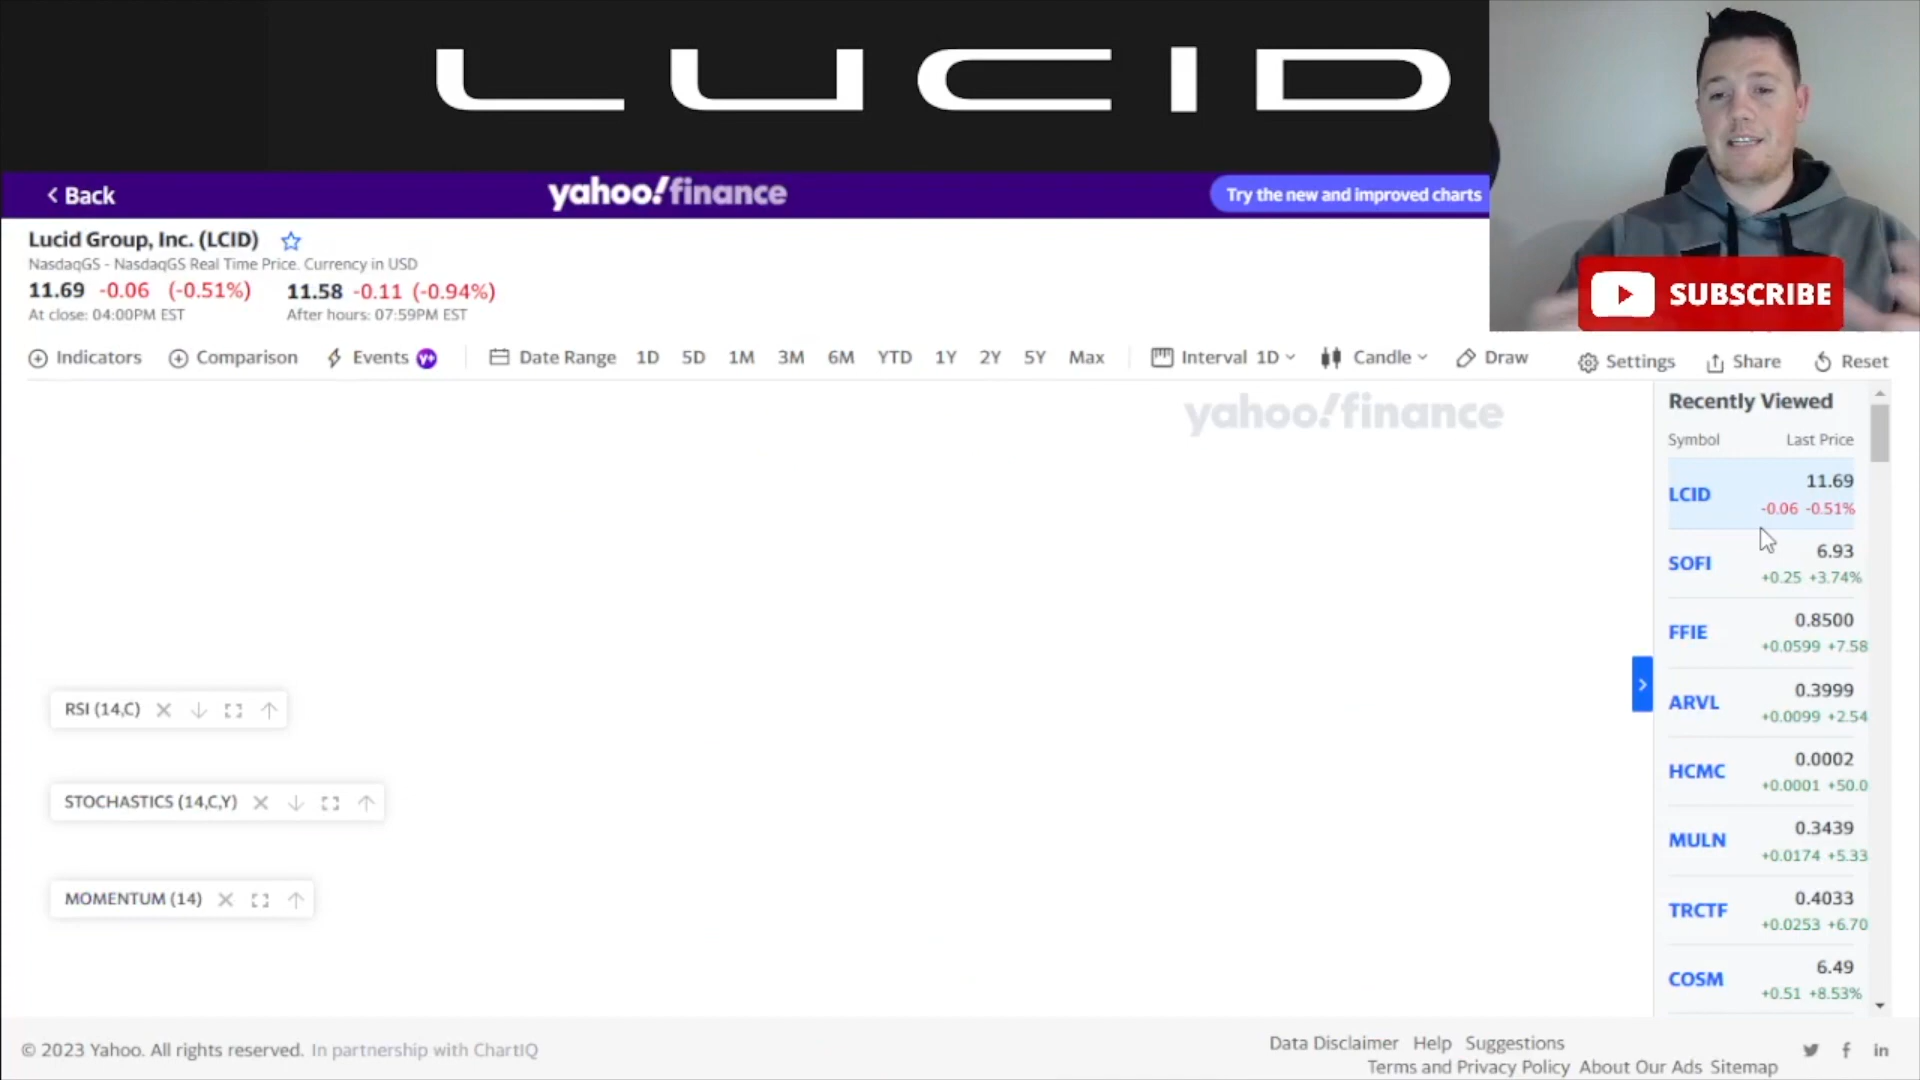 LUCID
Back
yahoo!finance
Try the new and improved charts
SUBSCRIBE
Lucid Group, Inc. (LCID)
NasdaqGS - NasdaqGS Real Time Price. Currency in USD
11.69 -0.06 (-0.51%) 11.58 -0.11 (-0.94%)
At close: 04:00PM EST After hours: 07:59PM EST
Indicators Comparison Events y+ Date Range 1D 5D 1M 3M 6M YTD 1Y 2Y 5Y Max Interval 1D Candle Draw Settings Share Reset
yahoo!finance
Recently Viewed
Symbol Last Price
LCID 11.69
-0.06 -0.51%
SOFI 6.93
+0.25 +3.74%
FFIE 0.8500
+0.0599 +7.58
ARVL 0.3999
+0.0099 +2.54
HCMC 0.0002
+0.0001 +50.0
MULN 0.3439
+0.0174 +5.33
TRCTF 0.4033
+0.0253 +6.70
COSM 6.49
+0.51 +8.53%
RSI (14,C)
STOCHASTICS (14,C,Y)
MOMENTUM (14)
© 2023 Yahoo. All rights reserved. In partnership with ChartIQ
Data Disclaimer Help Suggestions
Terms and Privacy Policy About Our Ads Sitemap